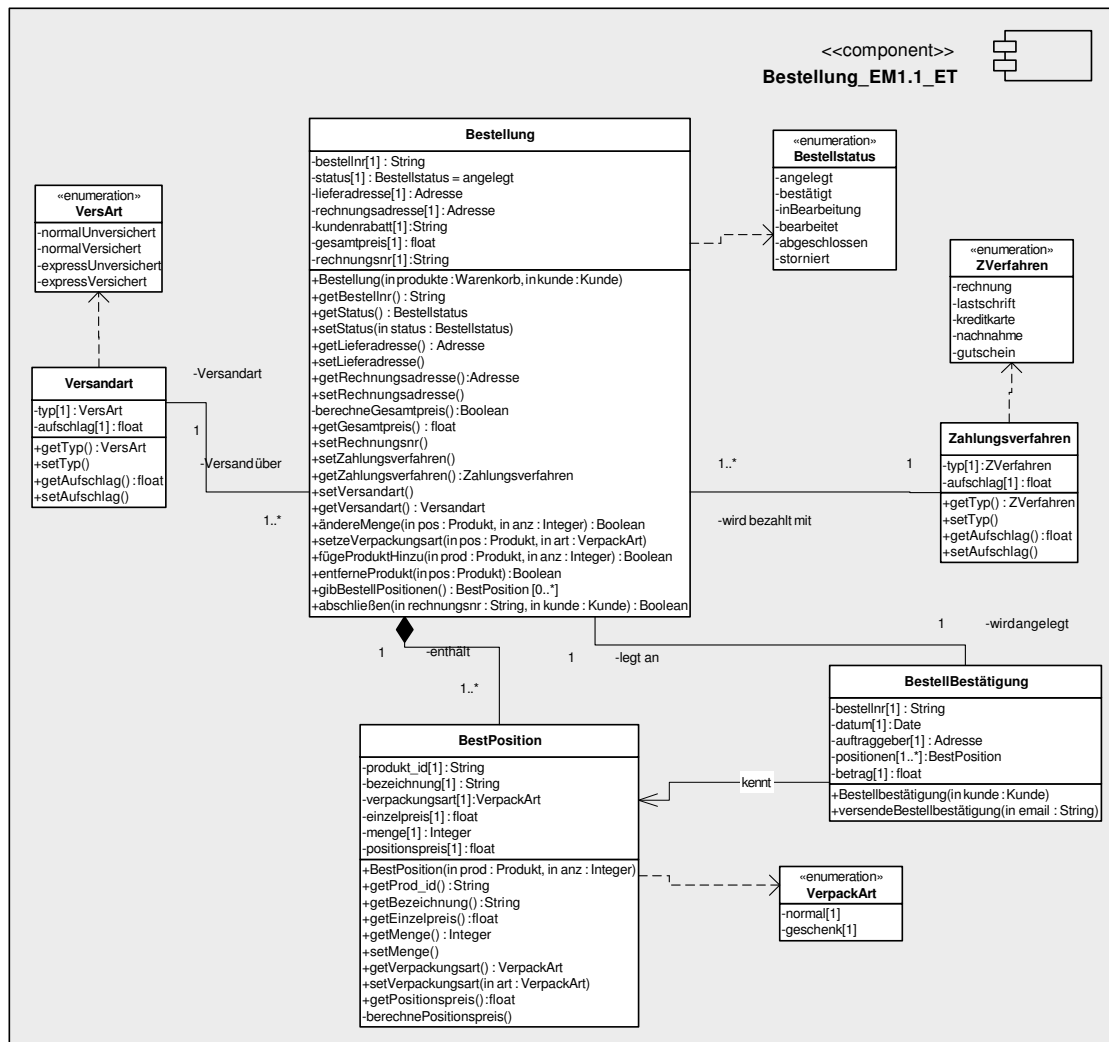 <<component>>
Bestellung_EM1.1_ET
Bestellung
-bestellnr[1] : String
-status[1] : Bestellstatus = angelegt
-lieferadresse[1] : Adresse
-rechnungsadresse[1] : Adresse
-kundenrabatt[1] : String
-gesamtpreis[1] : float
-rechnungsnr[1] : String
+Bestellung(in produkte : Warenkorb, in kunde : Kunde)
+getBestellnr() : String
+getStatus() : Bestellstatus
+setStatus(in status : Bestellstatus)
+getLieferadresse() : Adresse
+setLieferadresse()
+getRechnungsadresse() : Adresse
+setRechnungsadresse()
-berechneGesamtpreis() : Boolean
+getGesamtpreis() : float
+setRechnungsnr()
+setZahlungsverfahren()
+getZahlungsverfahren() : Zahlungsverfahren
+setVersandart()
+getVersandart() : Versandart
+ändereMenge(in pos : Produkt, in anz : Integer) : Boolean
+setzeVerpackungsart(in pos : Produkt, in art : VerpackArt)
+fügeProduktHinzu(in prod : Produkt, in anz : Integer) : Boolean
+entferneProdukt(in pos : Produkt) : Boolean
+gibBestellPositionen() : BestPosition [0..*]
+abschließen(in rechnungsnr : String, in kunde : Kunde) : Boolean
«enumeration»
Bestellstatus
-angelegt
-bestätigt
-inBearbeitung
-bearbeitet
-abgeschlossen
-storniert
«enumeration»
VersArt
-normalUnversichert
-normalVersichert
-expressUnversichert
-expressVersichert
«enumeration»
ZVerfahren
-rechnung
-lastschrift
-kreditkarte
-nachnahme
-gutschein
Versandart
-typ[1] : VersArt
-aufschlag[1] : float
+getTyp() : VersArt
+setTyp()
+getAufschlag() : float
+setAufschlag()
-Versandart
1
-Versand über
1..*
Zahlungsverfahren
-typ[1] : ZVerfahren
-aufschlag[1] : float
+getTyp() : ZVerfahren
+setTyp()
+getAufschlag() : float
+setAufschlag()
1..*
1
-wird bezahlt mit
1
-enthält
1..*
1
-legt an
1
-wird angelegt
BestellBestätigung
-bestellnr[1] : String
-datum[1] : Date
-auftraggeber[1] : Adresse
-positionen[1..*] : BestPosition
-betrag[1] : float
+Bestellbestätigung(in kunde : Kunde)
+versendeBestellbestätigung(in email : String)
kennt
BestPosition
-produkt_id[1] : String
-bezeichnung[1] : String
-verpackungsart[1] : VerpackArt
-einzelpreis[1] : float
-menge[1] : Integer
-positionspreis[1] : float
+BestPosition(in prod : Produkt, in anz : Integer)
+getProd_id() : String
+getBezeichnung() : String
+getEinzelpreis() : float
+getMenge() : Integer
+setMenge()
+getVerpackungsart() : VerpackArt
+setVerpackungsart(in art : VerpackArt)
+getPositionspreis() : float
-berechnePositionspreis()
«enumeration»
VerpackArt
-normal[1]
-geschenk[1]